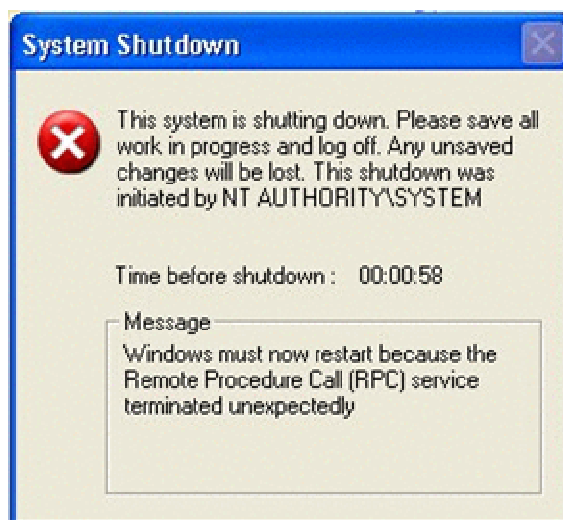 System Shutdown
This system is shutting down. Please save all
work in progress and log off. Any unsaved
changes will be lost. This shutdown was
initiated by NT AUTHORITY\SYSTEM
Time before shutdown : 00:00:58
Message
Windows must now restart because the
Remote Procedure Call (RPC) service
terminated unexpectedly